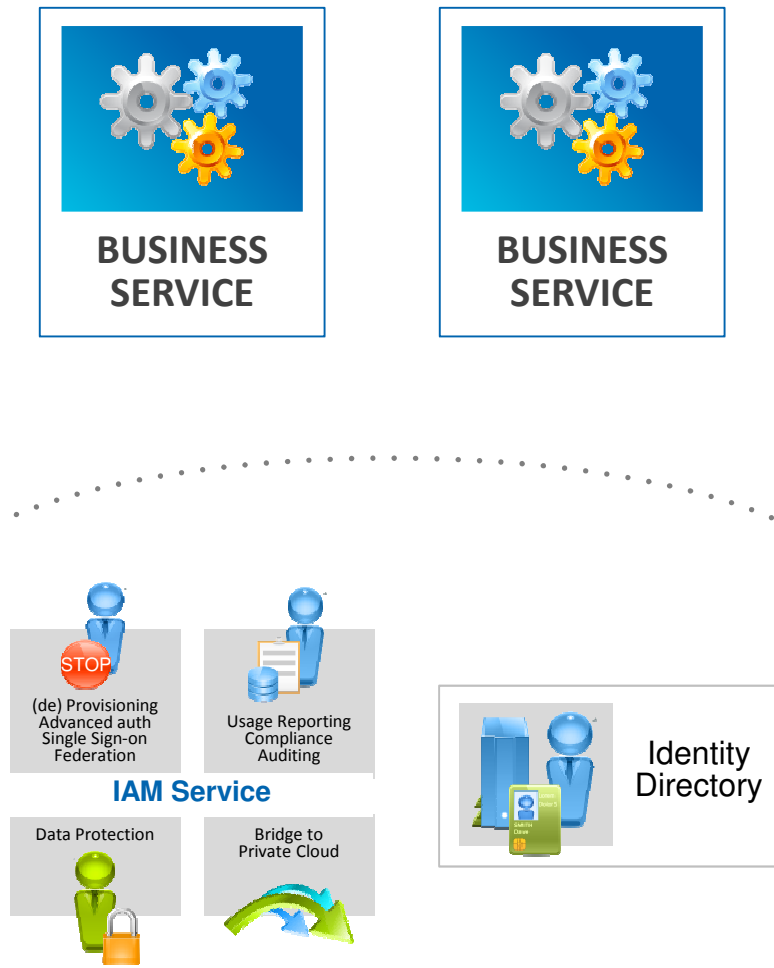 BUSINESS
SERVICE
BUSINESS
SERVICE
STOP
(de) Provisioning
Advanced auth
Single Sign-on
Federation
Usage Reporting
Compliance
Auditing
IAM Service
Data Protection
Bridge to
Private Cloud
Identity
Directory
SMITH